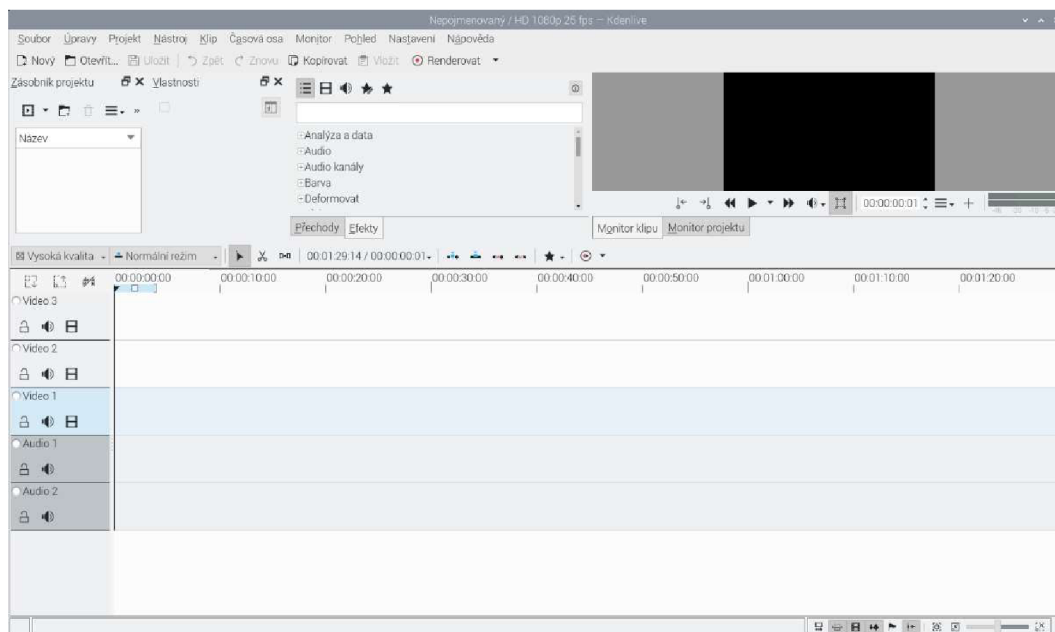 Nepojmenovaný / HD 1080p 25 fps — Kdenlive
Soubor Úpravy Projekt Nástroj Klip Časová osa Monitor Pohled Nastavení Nápověda
Nový Otevřít... Uložit Zpět Znovu Kopírovat Vložit Renderovat
Zásobník projektu Vlastnosti
Název
Analýza a data
Audio
Audio kanály
Barva
Deformovat
00:00:00:01
Přechody Efekty
Monitor klipu Monitor projektu
Vysoká kvalita Normální režim 00:01:29:14 / 00:00:00:01
00:00:00:00 00:00:10:00 00:00:20:00 00:00:30:00 00:00:40:00 00:00:50:00 00:01:00:00 00:01:10:00 00:01:20:00
Video 3
Video 2
Video 1
Audio 1
Audio 2